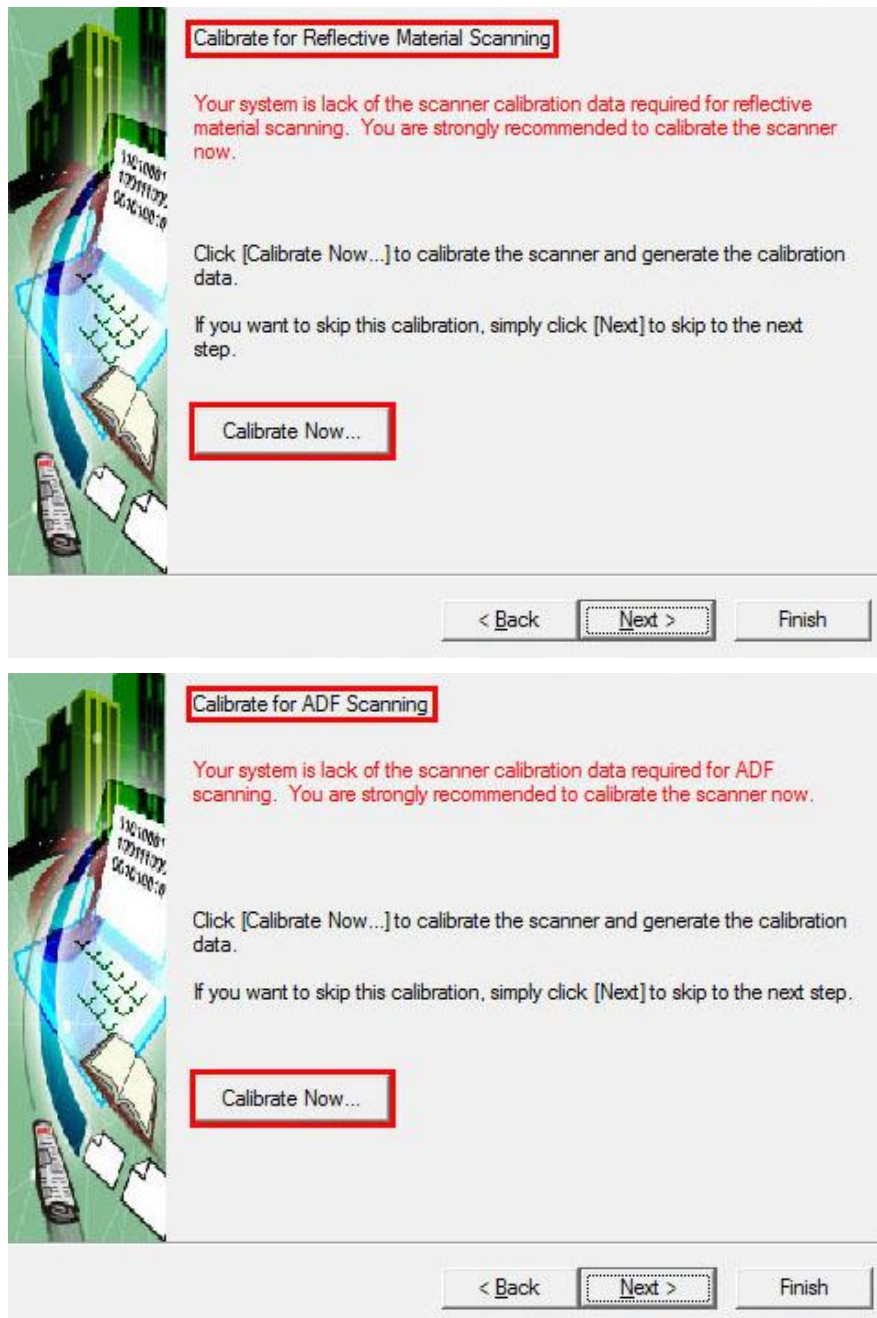 Calibrate for Reflective Material Scanning
Your system is lack of the scanner calibration data required for reflective
material scanning. You are strongly recommended to calibrate the scanner
now.
Click [Calibrate Now...] to calibrate the scanner and generate the calibration
data.
If you want to skip this calibration, simply click [Next] to skip to the next
step.
Calibrate Now...
< Back Next > Finish
Calibrate for ADF Scanning
Your system is lack of the scanner calibration data required for ADF
scanning. You are strongly recommended to calibrate the scanner now.
Click [Calibrate Now...] to calibrate the scanner and generate the calibration
data.
If you want to skip this calibration, simply click [Next] to skip to the next step.
Calibrate Now...
< Back Next > Finish